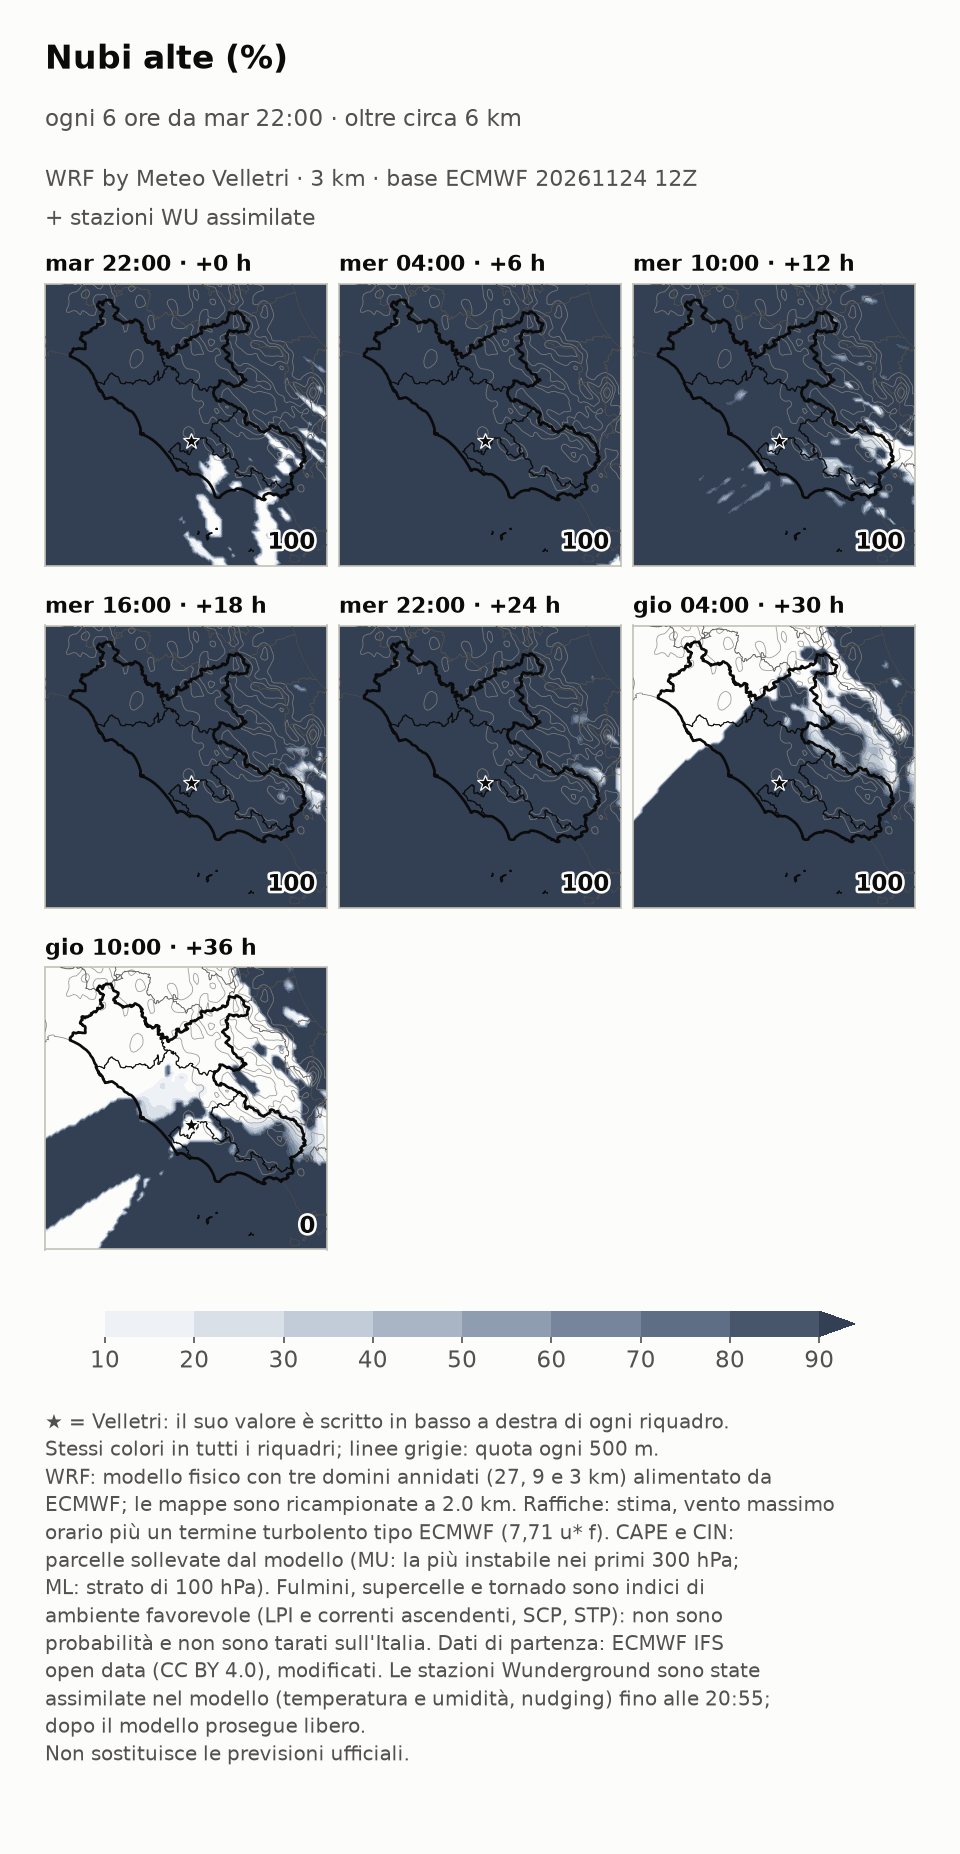 Nubi alte (%)
ogni 6 ore da mar 22:00 · oltre circa 6 km
WRF by Meteo Velletri · 3 km · base ECMWF 20261124 12Z
+ stazioni WU assimilate
mar 22:00 · +0 h
mer 04:00 · +6 h
mer 10:00 · +12 h
100
100
100
mer 16:00 · +18 h
mer 22:00 · +24 h
gio 04:00 · +30 h
100
100
100
gio 10:00 · +36 h
0
10 20 30 40 50 60 70 80 90
★ = Velletri: il suo valore è scritto in basso a destra di ogni riquadro.
Stessi colori in tutti i riquadri; linee grigie: quota ogni 500 m.
WRF: modello fisico con tre domini annidati (27, 9 e 3 km) alimentato da
ECMWF; le mappe sono ricampionate a 2.0 km. Raffiche: stima, vento massimo
orario più un termine turbolento tipo ECMWF (7,71 u* f). CAPE e CIN:
parcelle sollevate dal modello (MU: la più instabile nei primi 300 hPa;
ML: strato di 100 hPa). Fulmini, supercelle e tornado sono indici di
ambiente favorevole (LPI e correnti ascendenti, SCP, STP): non sono
probabilità e non sono tarati sull'Italia. Dati di partenza: ECMWF IFS
open data (CC BY 4.0), modificati. Le stazioni Wunderground sono state
assimilate nel modello (temperatura e umidità, nudging) fino alle 20:55;
dopo il modello prosegue libero.
Non sostituisce le previsioni ufficiali.